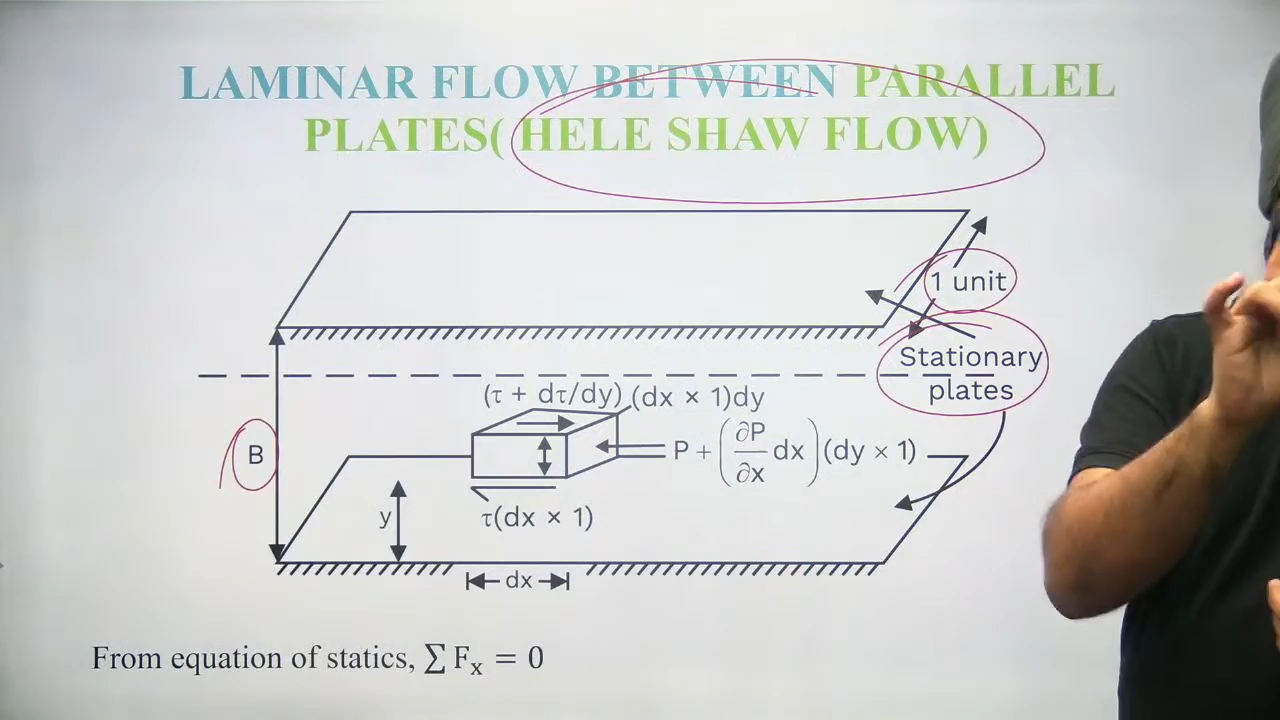 LAMINAR FLOW BETWEEN PARALLEL
PLATES( HELE SHAW FLOW)
1 unit
Stationary
plates
(τ + dτ/dy) (dx × 1)dy
B
P + (∂P/∂x dx)(dy × 1)
y
τ(dx × 1)
dx
From equation of statics, ∑ Fₓ = 0